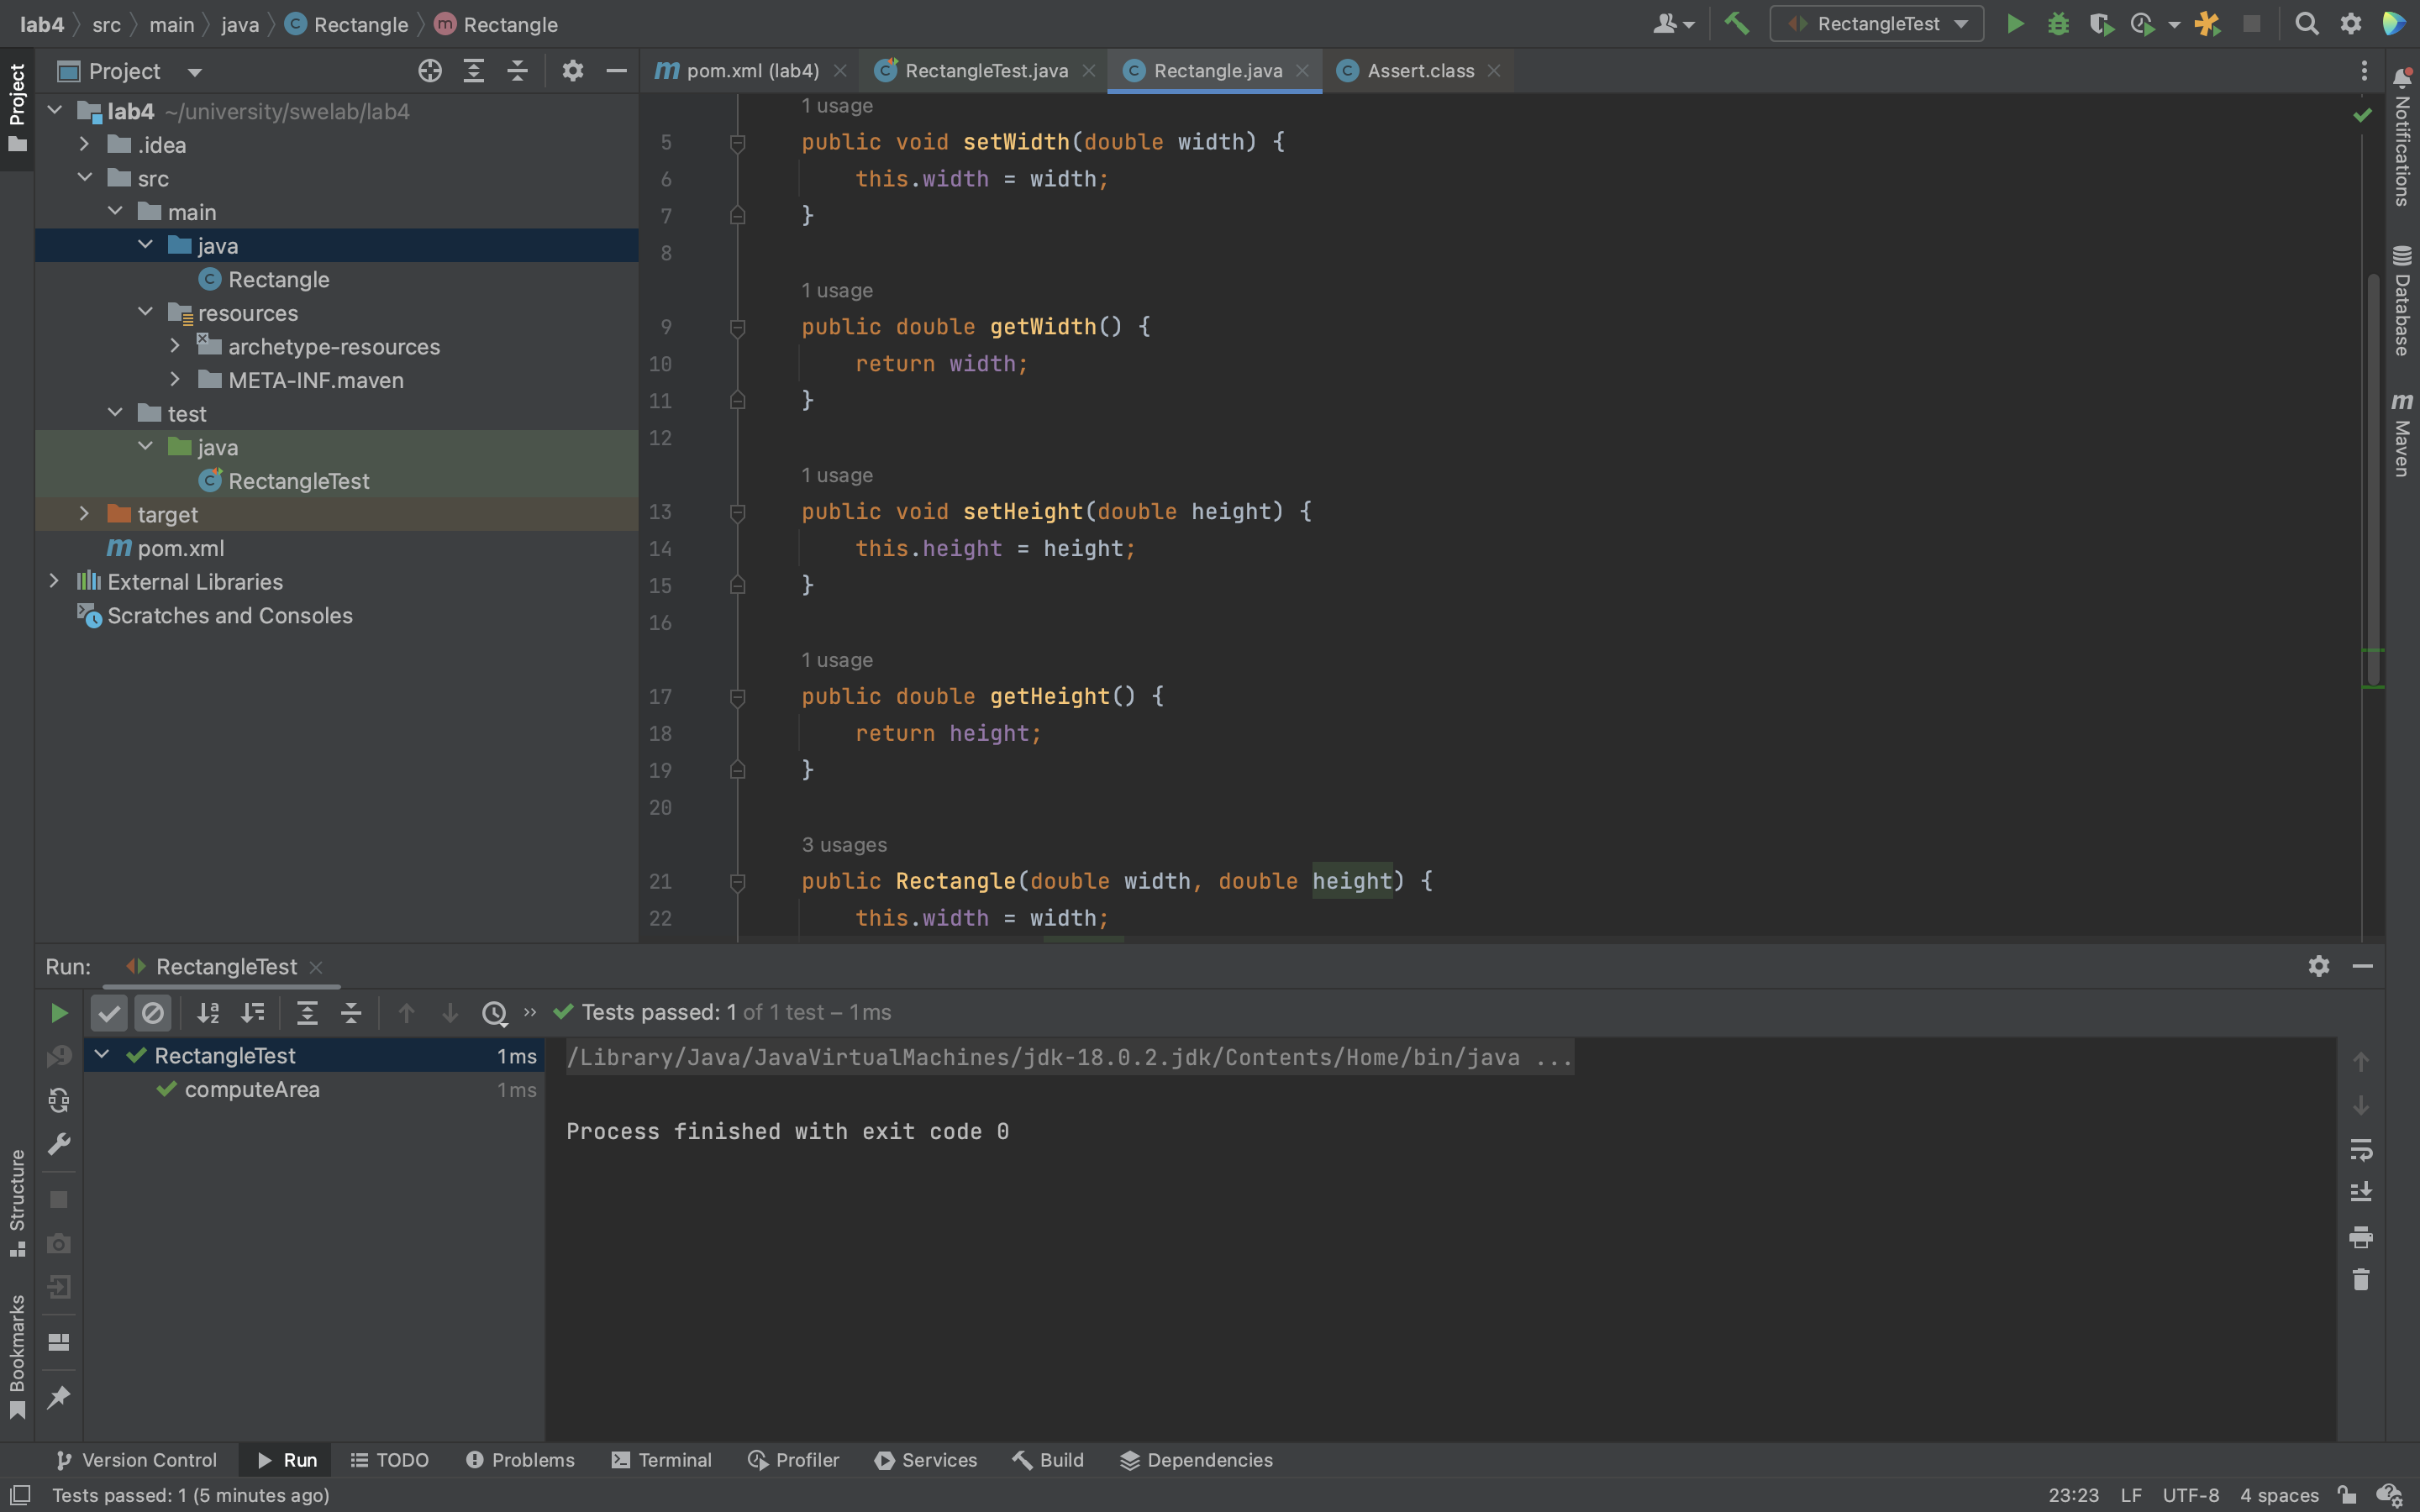 lab4 src main java Rectangle Rectangle RectangleTest
Project
pom.xml (lab4) RectangleTest.java Rectangle.java Assert.class
lab4 ~/university/swelab/lab4
.idea
src
main
java
Rectangle
resources
archetype-resources
META-INF.maven
test
java
RectangleTest
target
pom.xml
External Libraries
Scratches and Consoles
Project
Structure
Bookmarks
1 usage
5 public void setWidth(double width) {
6 this.width = width;
7 }
8
1 usage
9 public double getWidth() {
10 return width;
11 }
12
1 usage
13 public void setHeight(double height) {
14 this.height = height;
15 }
16
1 usage
17 public double getHeight() {
18 return height;
19 }
20
3 usages
21 public Rectangle(double width, double height) {
22 this.width = width;
Notifications
Database
Maven
Run: RectangleTest
Tests passed: 1 of 1 test – 1ms
RectangleTest 1ms
computeArea 1ms
/Library/Java/JavaVirtualMachines/jdk-18.0.2.jdk/Contents/Home/bin/java ...
Process finished with exit code 0
Version Control Run TODO Problems Terminal Profiler Services Build Dependencies
Tests passed: 1 (5 minutes ago) 23:23 LF UTF-8 4 spaces